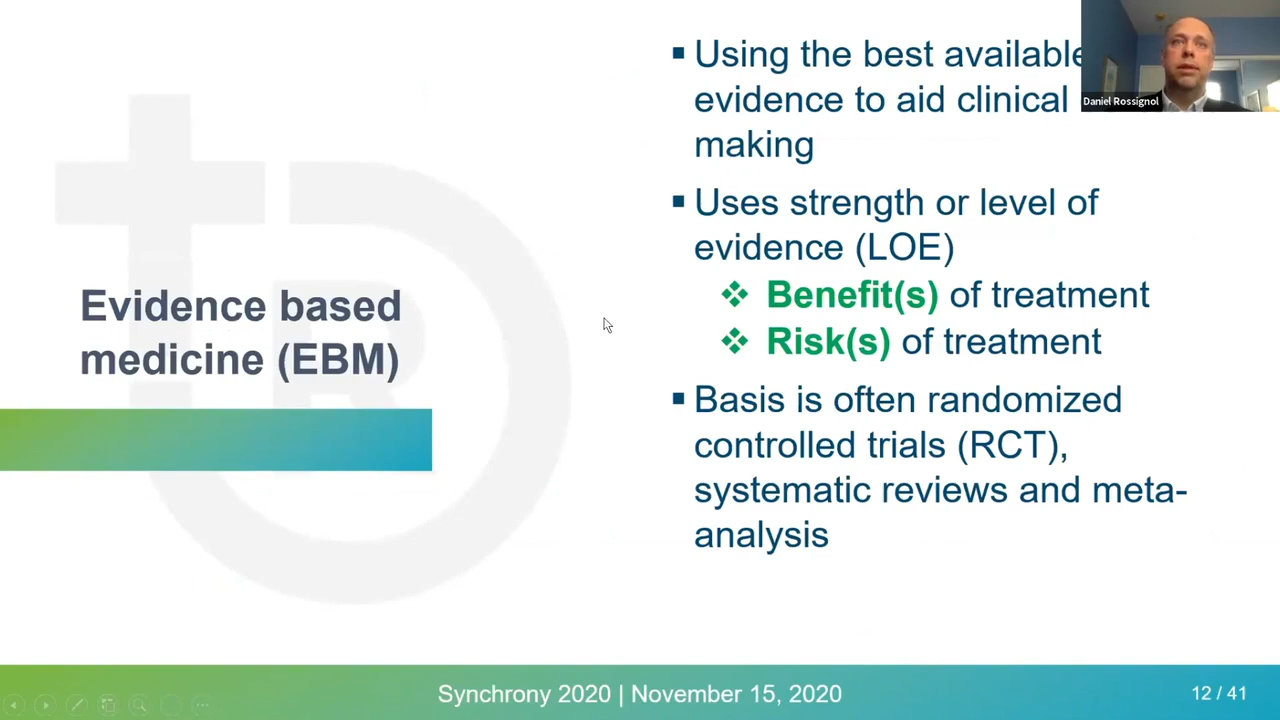 Using the best available
evidence to aid clinical
making
Daniel Rossignol
Uses strength or level of
evidence (LOE)
Benefit(s) of treatment
Risk(s) of treatment
Evidence based
medicine (EBM)
Basis is often randomized
controlled trials (RCT),
systematic reviews and meta-
analysis
Synchrony 2020 | November 15, 2020
12 / 41